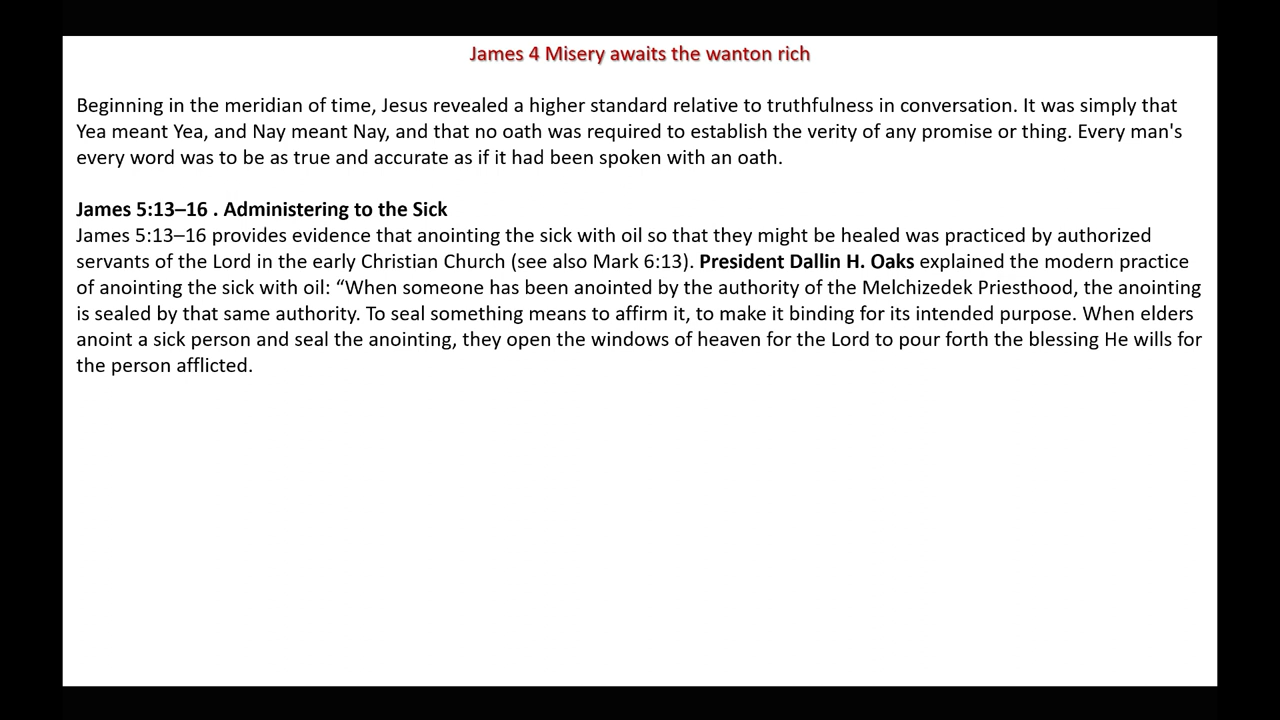 James 4 Misery awaits the wanton rich
Beginning in the meridian of time, Jesus revealed a higher standard relative to truthfulness in conversation. It was simply that
Yea meant Yea, and Nay meant Nay, and that no oath was required to establish the verity of any promise or thing. Every man's
every word was to be as true and accurate as if it had been spoken with an oath.
James 5:13–16 . Administering to the Sick
James 5:13–16 provides evidence that anointing the sick with oil so that they might be healed was practiced by authorized
servants of the Lord in the early Christian Church (see also Mark 6:13). President Dallin H. Oaks explained the modern practice
of anointing the sick with oil: “When someone has been anointed by the authority of the Melchizedek Priesthood, the anointing
is sealed by that same authority. To seal something means to affirm it, to make it binding for its intended purpose. When elders
anoint a sick person and seal the anointing, they open the windows of heaven for the Lord to pour forth the blessing He wills for
the person afflicted.